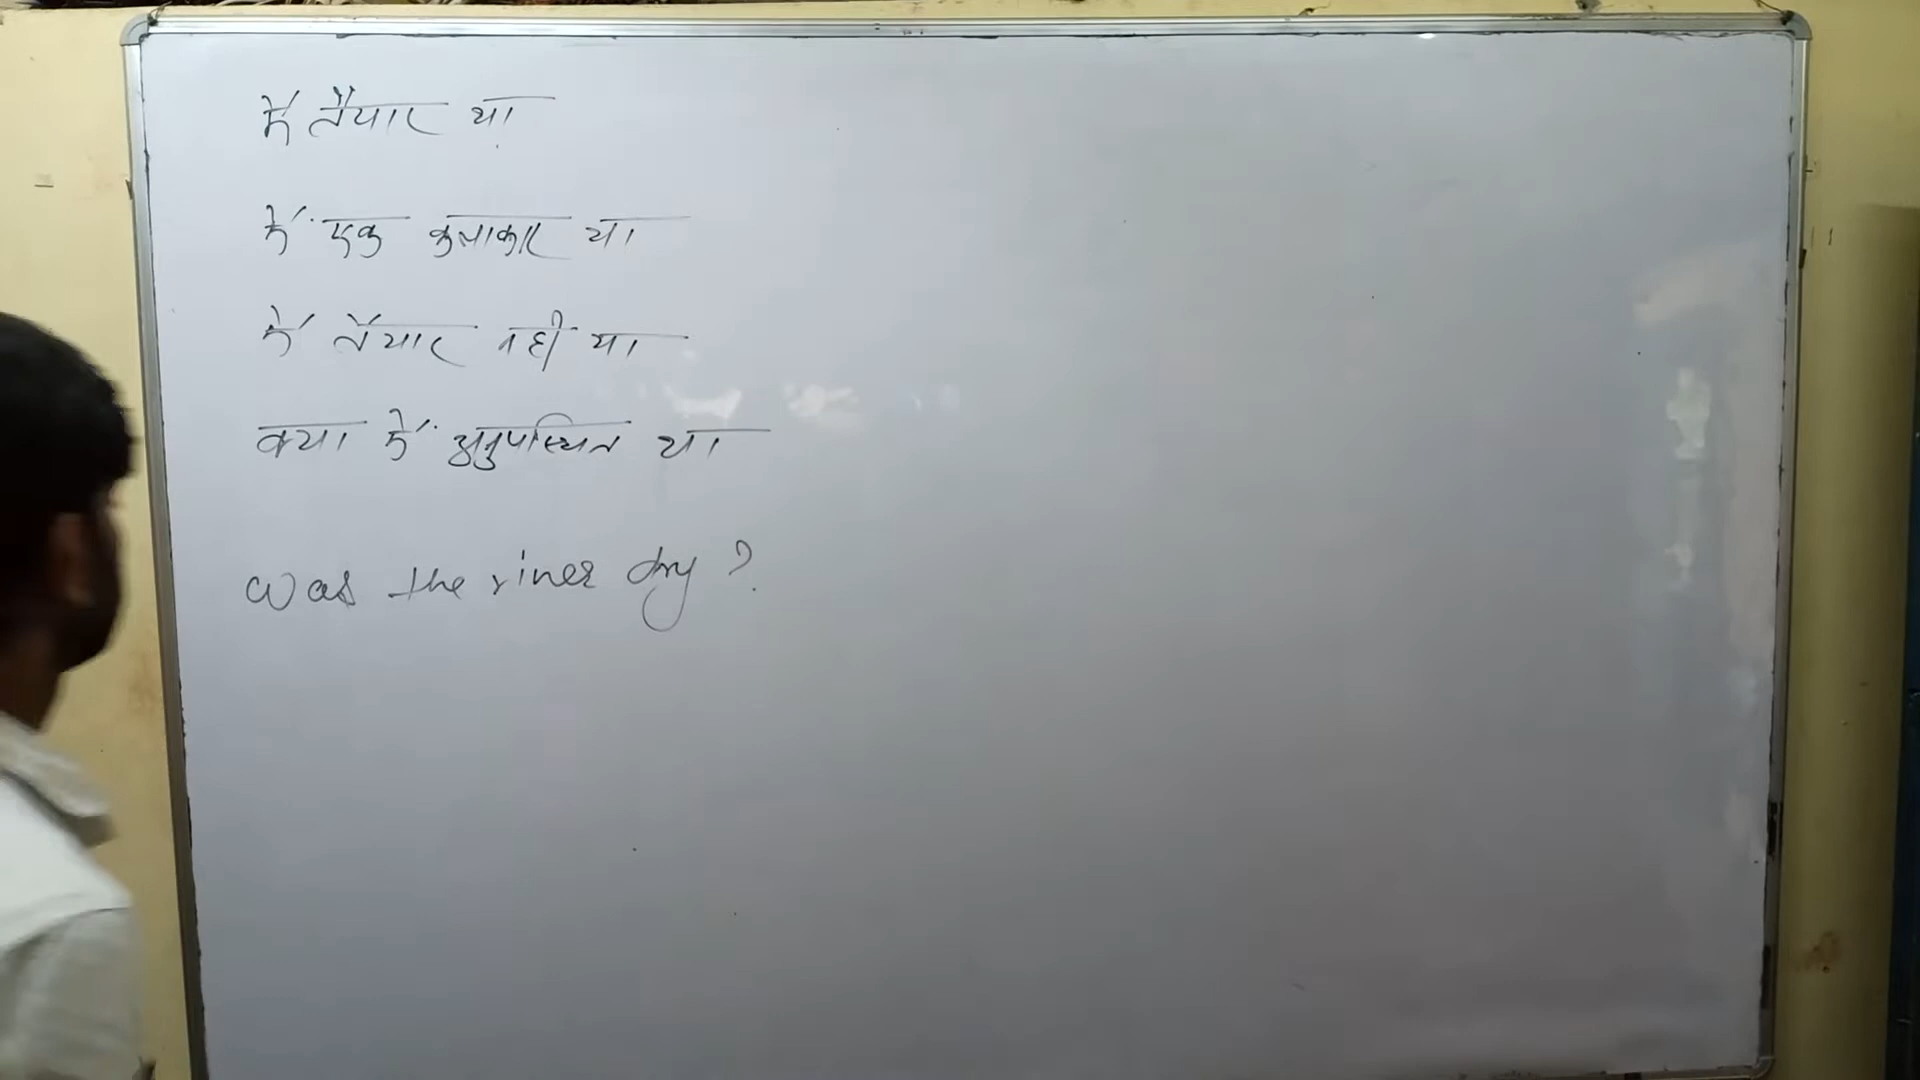 मैं तैयार था
मैं एक कलाकार था
मैं तैयार नही था
क्या मैं अनुपस्थित था
Was the river dry ?